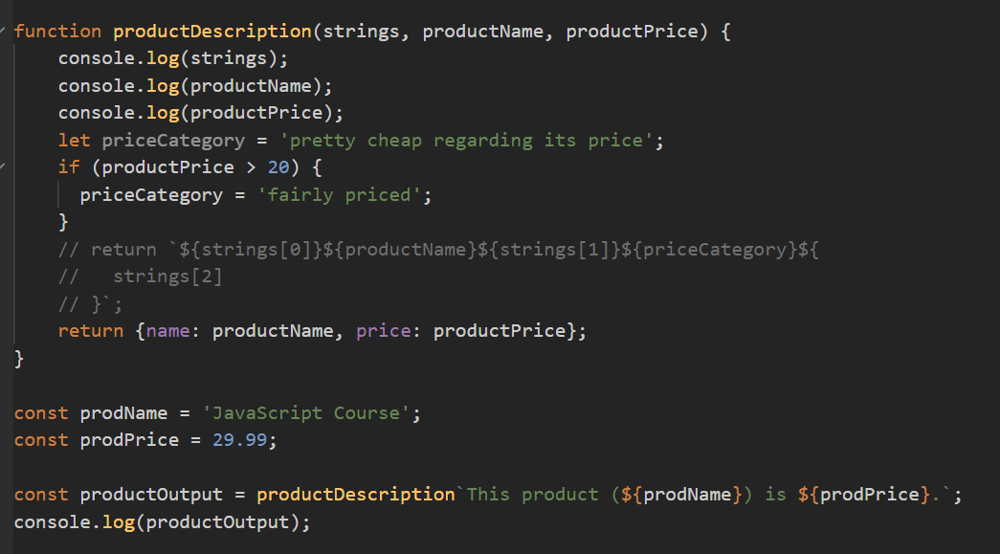 function productDescription(strings, productName, productPrice) {
console.log(strings);
console.log(productName);
console.log(productPrice);
let priceCategory = 'pretty cheap regarding its price';
if (productPrice > 20) {
priceCategory = 'fairly priced';
}
// return `${strings[0]}${productName}${strings[1]}${priceCategory}${
//   strings[2]
// }`;
return {name: productName, price: productPrice};
}
const prodName = 'JavaScript Course';
const prodPrice = 29.99;
const productOutput = productDescription`This product (${prodName}) is ${prodPrice}.`;
console.log(productOutput);